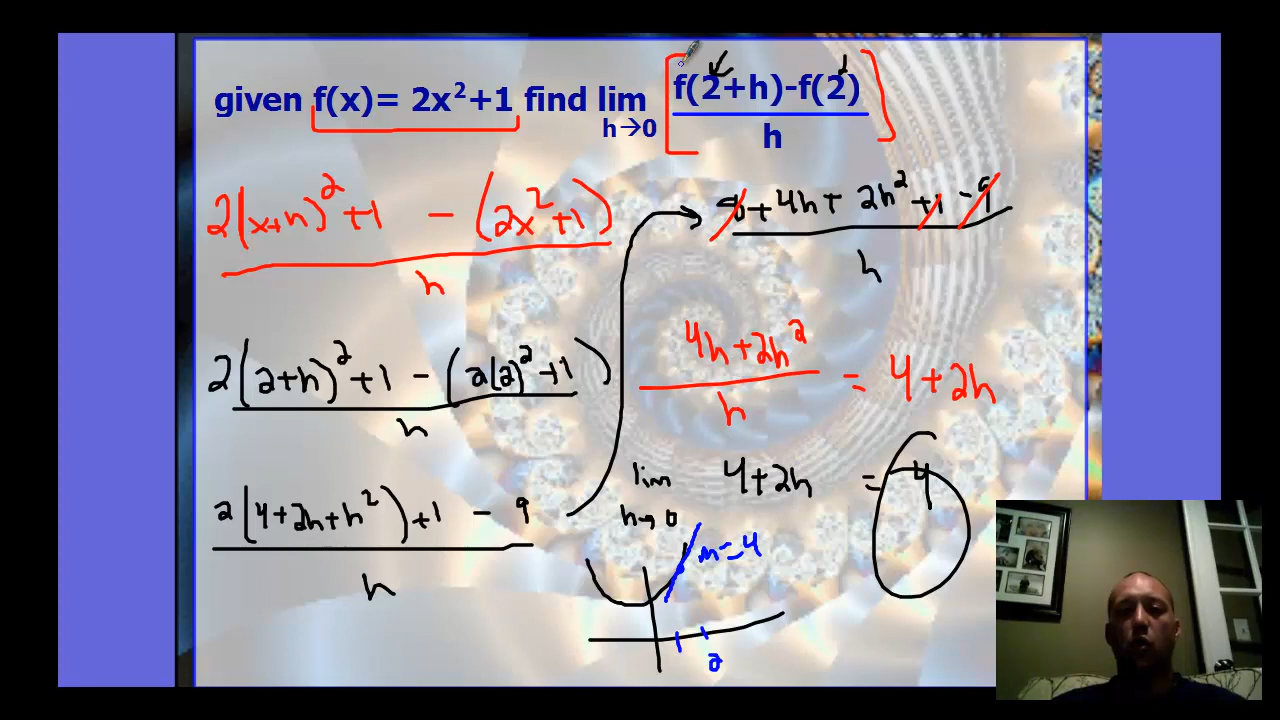 given f(x)= 2x²+1 find lim h→0 f(2+h)-f(2) / h
2(x+h)²+1 - (2x²+1) / h
2(2+h)²+1 - (2(2)²+1) / h
2(4+2h+h²)+1 - 9 / h
8+4h+2h²+1-9 / h
4h+2h² / h = 4+2h
lim h→0 4+2h = 4
m=4
2